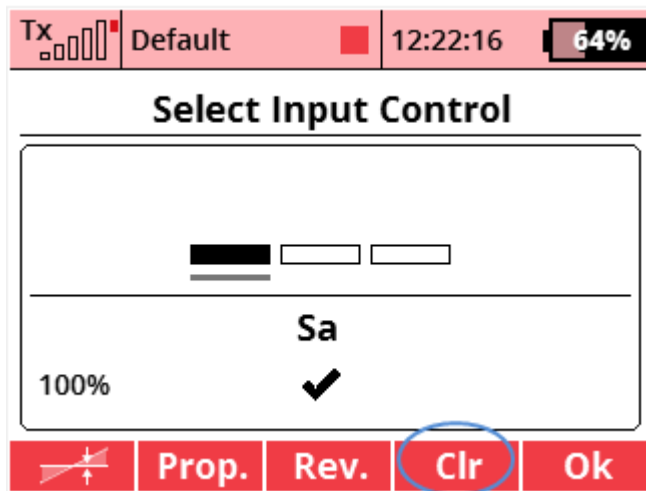 Tx Default 12:22:16 64%
Select Input Control
Sa
100%
Prop. Rev. Clr Ok